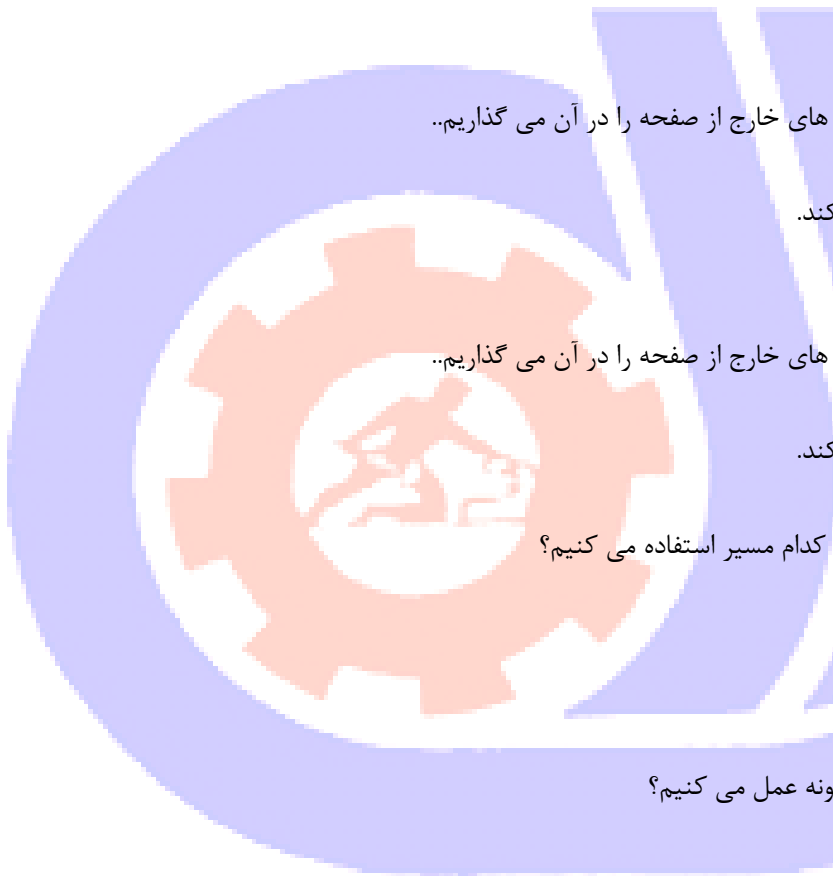 های خارج از صفحه را در آن می گذاریم..
کند.
های خارج از صفحه را در آن می گذاریم..
کند.
کدام مسیر استفاده می کنیم؟
ونه عمل می کنیم؟